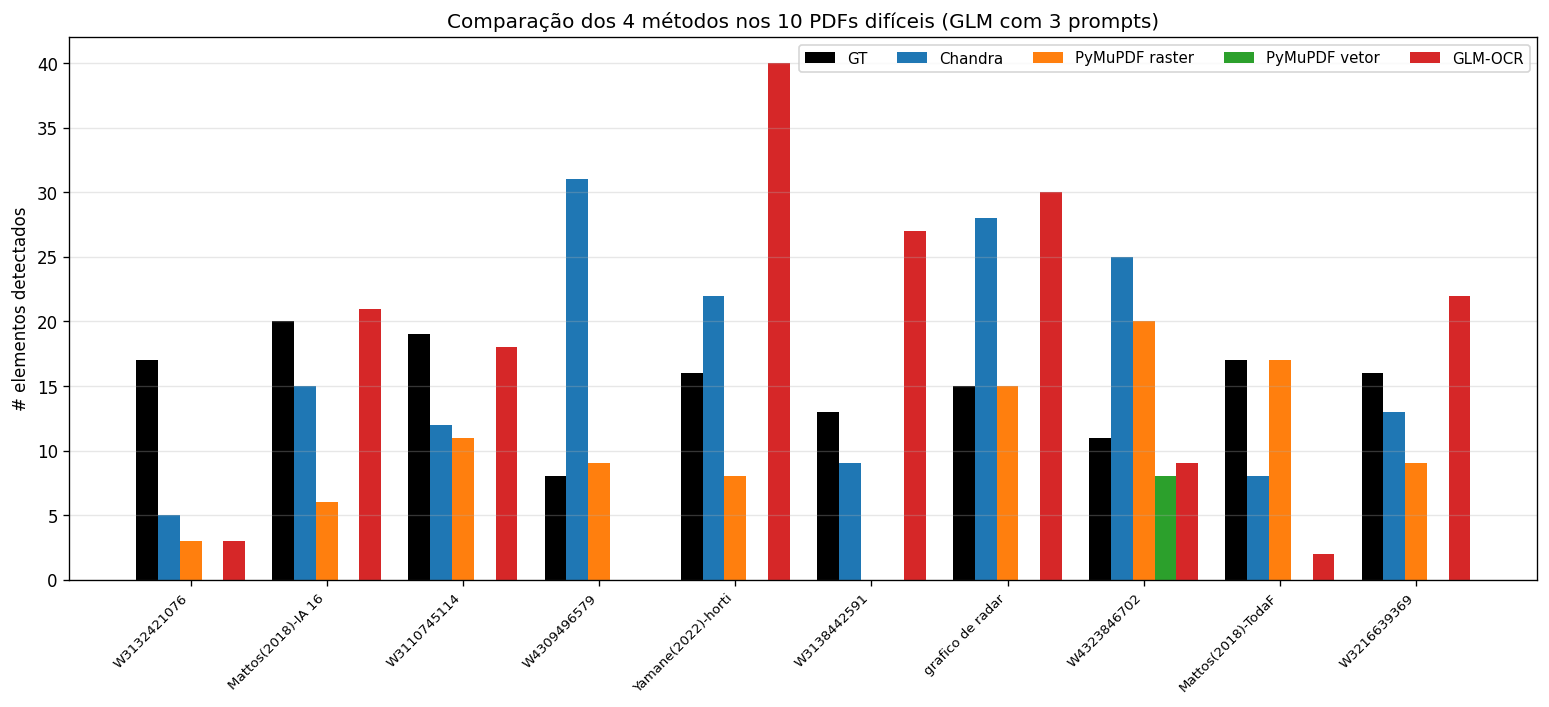 Comparação dos 4 métodos nos 10 PDFs difíceis (GLM com 3 prompts)
GT Chandra PyMuPDF raster PyMuPDF vetor GLM-OCR
# elementos detectados
40
35
30
25
20
15
10
5
0
W3132421076
Mattos(2018)-IA 16
W3110745114
W4309496579
Yamane(2022)-horti
W3138442591
grafico de radar
W4323846702
Mattos(2018)-TodaF
W3216639369